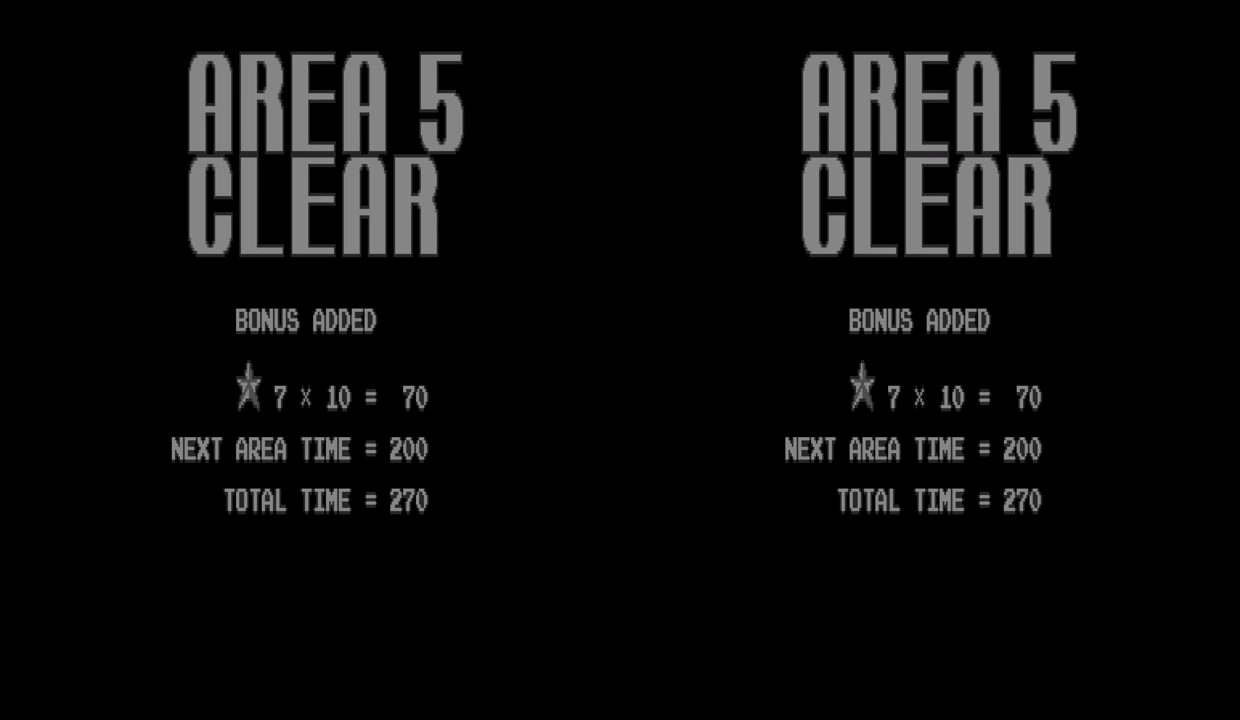 AREA 5
CLEAR
BONUS ADDED
7 × 10 = 70
NEXT AREA TIME = 200
TOTAL TIME = 270
AREA 5
CLEAR
BONUS ADDED
7 × 10 = 70
NEXT AREA TIME = 200
TOTAL TIME = 270